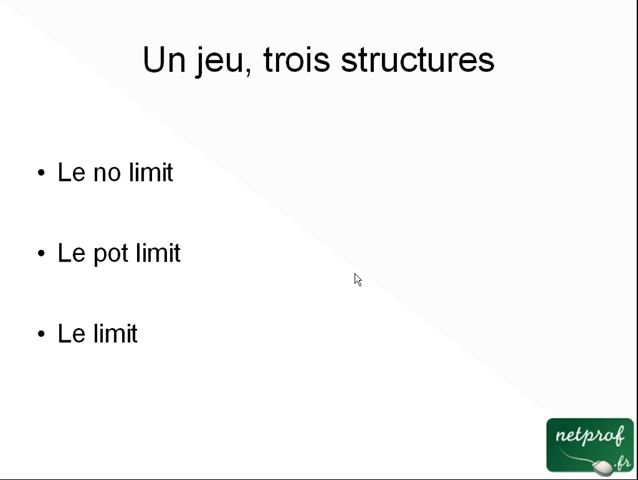 Un jeu, trois structures
• Le no limit
• Le pot limit
• Le limit
netprof
.fr